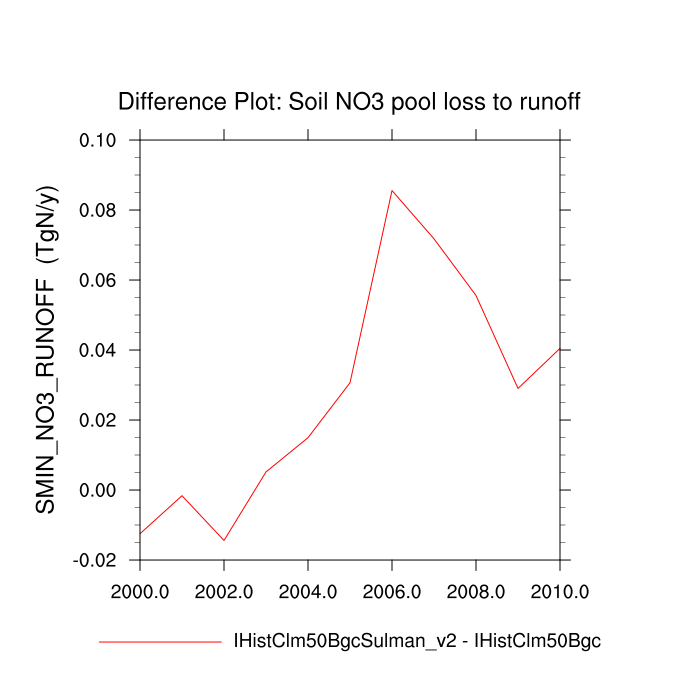 Difference Plot: Soil NO3 pool loss to runoff
SMIN_NO3_RUNOFF (TgN/y)
0.10
0.08
0.06
0.04
0.02
0.00
-0.02
2000.0 2002.0 2004.0 2006.0 2008.0 2010.0
IHistClm50BgcSulman_v2 - IHistClm50Bgc